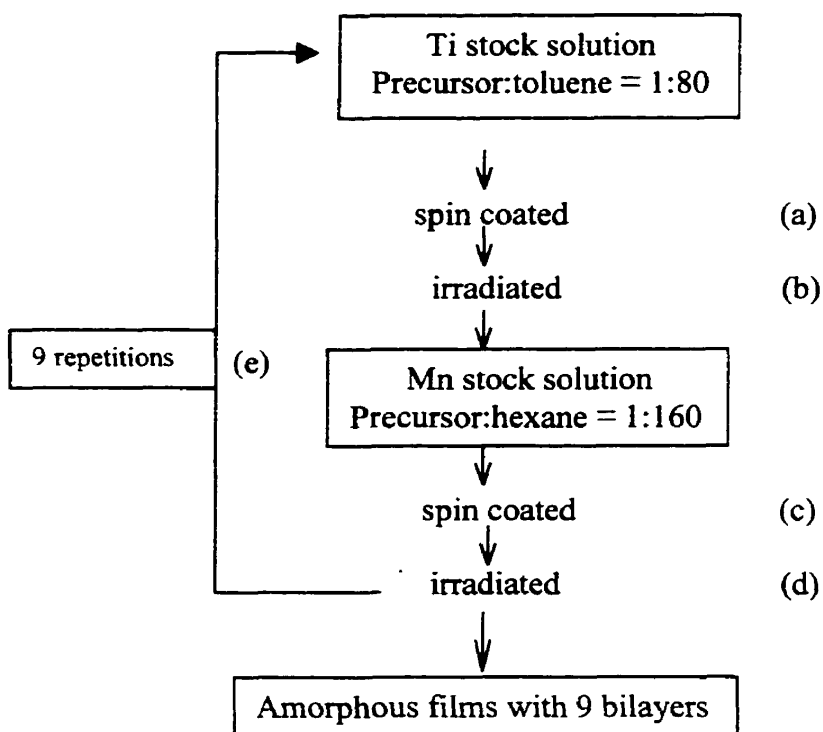 Ti stock solution
Precursor:toluene = 1:80
spin coated (a)
irradiated (b)
9 repetitions (e)
Mn stock solution
Precursor:hexane = 1:160
spin coated (c)
irradiated (d)
Amorphous films with 9 bilayers